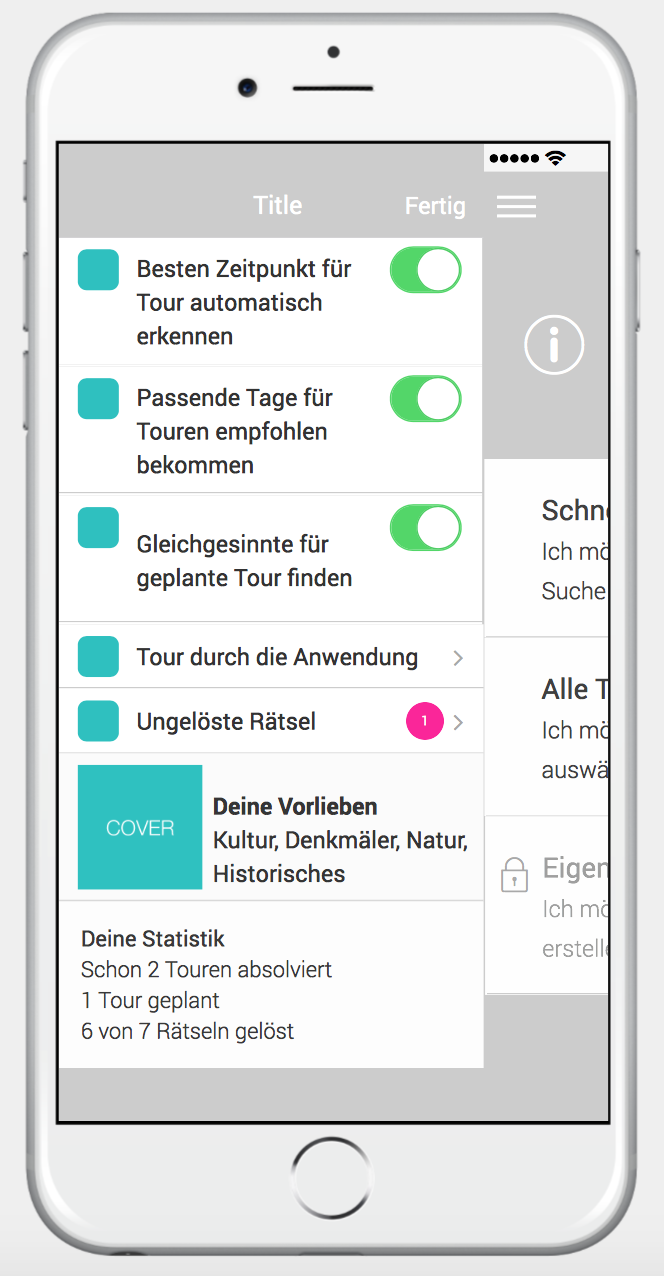 Title
Fertig
Besten Zeitpunkt für
Tour automatisch
erkennen
Passende Tage für
Touren empfohlen
bekommen
Gleichgesinnte für
geplante Tour finden
Tour durch die Anwendung
Ungelöste Rätsel
1
COVER
Deine Vorlieben
Kultur, Denkmäler, Natur,
Historisches
Deine Statistik
Schon 2 Touren absolviert
1 Tour geplant
6 von 7 Rätseln gelöst
i
Schn
Ich mö
Suche
Alle T
Ich mö
auswä
Eigen
Ich mö
erstell